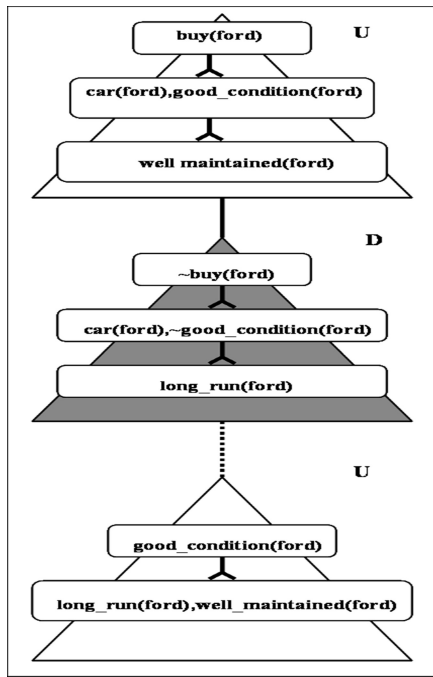 buy(ford)
U
car(ford),good_condition(ford)
well maintained(ford)
D
~buy(ford)
car(ford),~good_condition(ford)
long_run(ford)
U
good_condition(ford)
long_run(ford),well_maintained(ford)